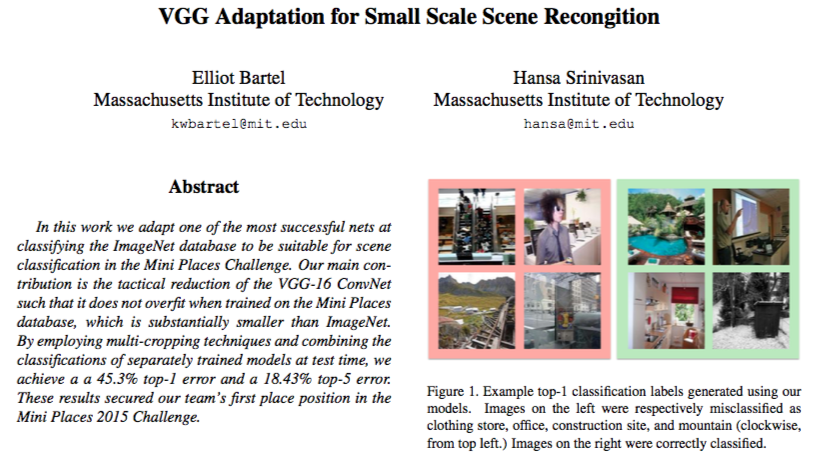 VGG Adaptation for Small Scale Scene Recongition
Elliot Bartel
Massachusetts Institute of Technology
kwbartel@mit.edu
Hansa Srinivasan
Massachusetts Institute of Technology
hansa@mit.edu
Abstract
In this work we adapt one of the most successful nets at
classifying the ImageNet database to be suitable for scene
classification in the Mini Places Challenge. Our main con-
tribution is the tactical reduction of the VGG-16 ConvNet
such that it does not overfit when trained on the Mini Places
database, which is substantially smaller than ImageNet.
By employing multi-cropping techniques and combining the
classifications of separately trained models at test time, we
achieve a a 45.3% top-1 error and a 18.43% top-5 error.
These results secured our team's first place position in the
Mini Places 2015 Challenge.
Figure 1. Example top-1 classification labels generated using our
models. Images on the left were respectively misclassified as
clothing store, office, construction site, and mountain (clockwise,
from top left.) Images on the right were correctly classified.